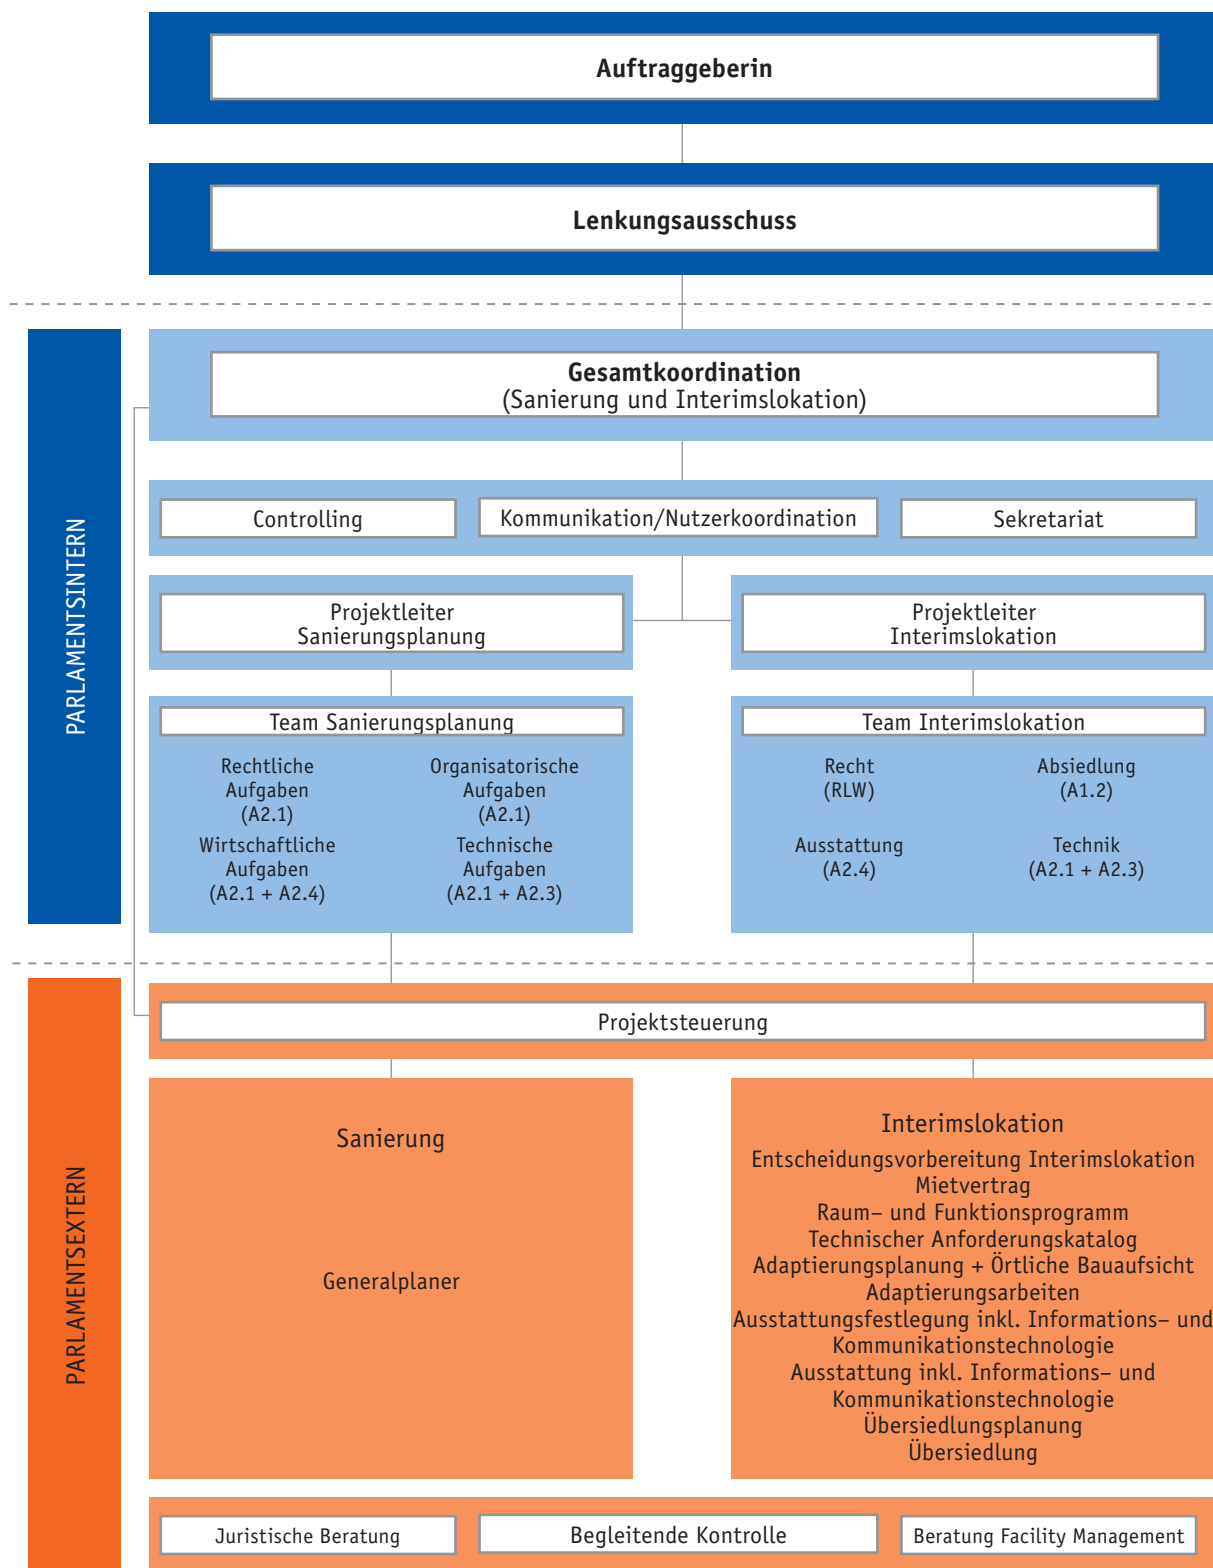 Auftraggeberin
Lenkungsausschuss
PARLAMENTSINTERN
Gesamtkoordination
(Sanierung und Interimslokation)
Controlling
Kommunikation/Nutzerkoordination
Sekretariat
Projektleiter
Sanierungsplanung
Projektleiter
Interimslokation
Team Sanierungsplanung
Rechtliche
Aufgaben
(A2.1)
Organisatorische
Aufgaben
(A2.1)
Wirtschaftliche
Aufgaben
(A2.1 + A2.4)
Technische
Aufgaben
(A2.1 + A2.3)
Team Interimslokation
Recht
(RLW)
Absiedlung
(A1.2)
Ausstattung
(A2.4)
Technik
(A2.1 + A2.3)
PARLAMENTSEXTERN
Projektsteuerung
Sanierung
Generalplaner
Interimslokation
Entscheidungsvorbereitung Interimslokation
Mietvertrag
Raum– und Funktionsprogramm
Technischer Anforderungskatalog
Adaptierungsplanung + Örtliche Bauaufsicht
Adaptierungsarbeiten
Ausstattungsfestlegung inkl. Informations– und
Kommunikationstechnologie
Ausstattung inkl. Informations– und
Kommunikationstechnologie
Übersiedlungsplanung
Übersiedlung
Juristische Beratung
Begleitende Kontrolle
Beratung Facility Management